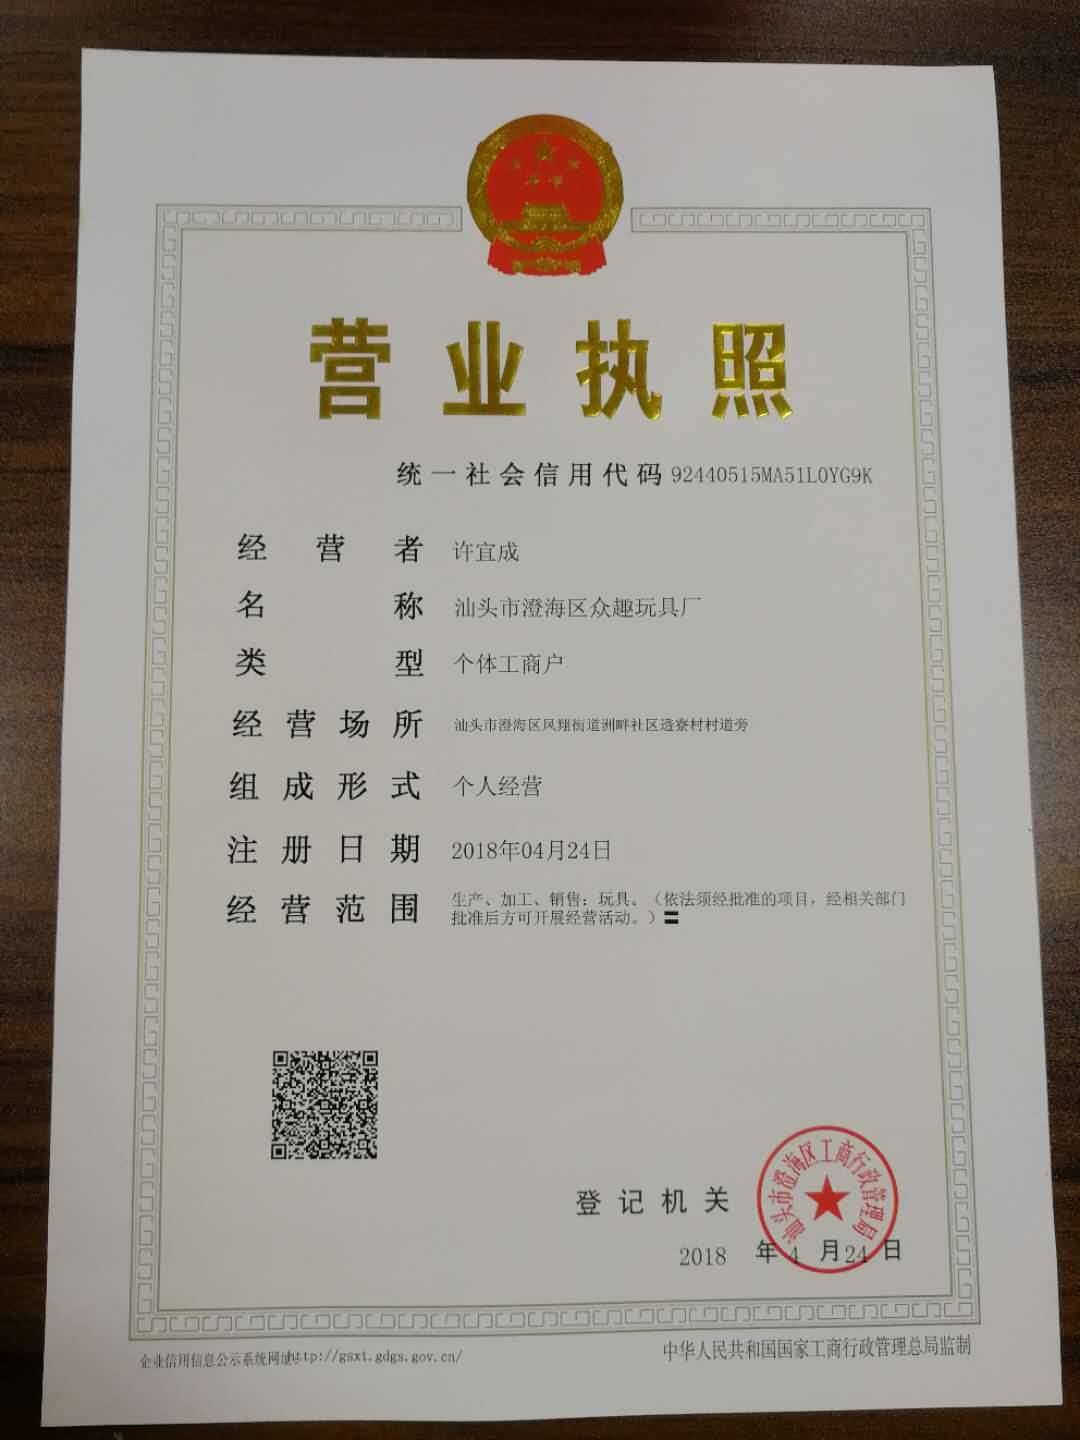 营业执照
统一社会信用代码 92440515MA51L0YG9K
经营者 许宜成
名称 汕头市澄海区众趣玩具厂
类型 个体工商户
经营场所 汕头市澄海区凤翔街道洲畔社区透寮村村道旁
组成形式 个人经营
注册日期 2018年04月24日
经营范围 生产、加工、销售：玩具。（依法须经批准的项目，经相关部门
批准后方可开展经营活动。）〓
登记机关
汕头市澄海区工商行政管理局
2018 年 4 月 24 日
企业信用信息公示系统网址：http://gsxt.gdgs.gov.cn/
中华人民共和国国家工商行政管理总局监制